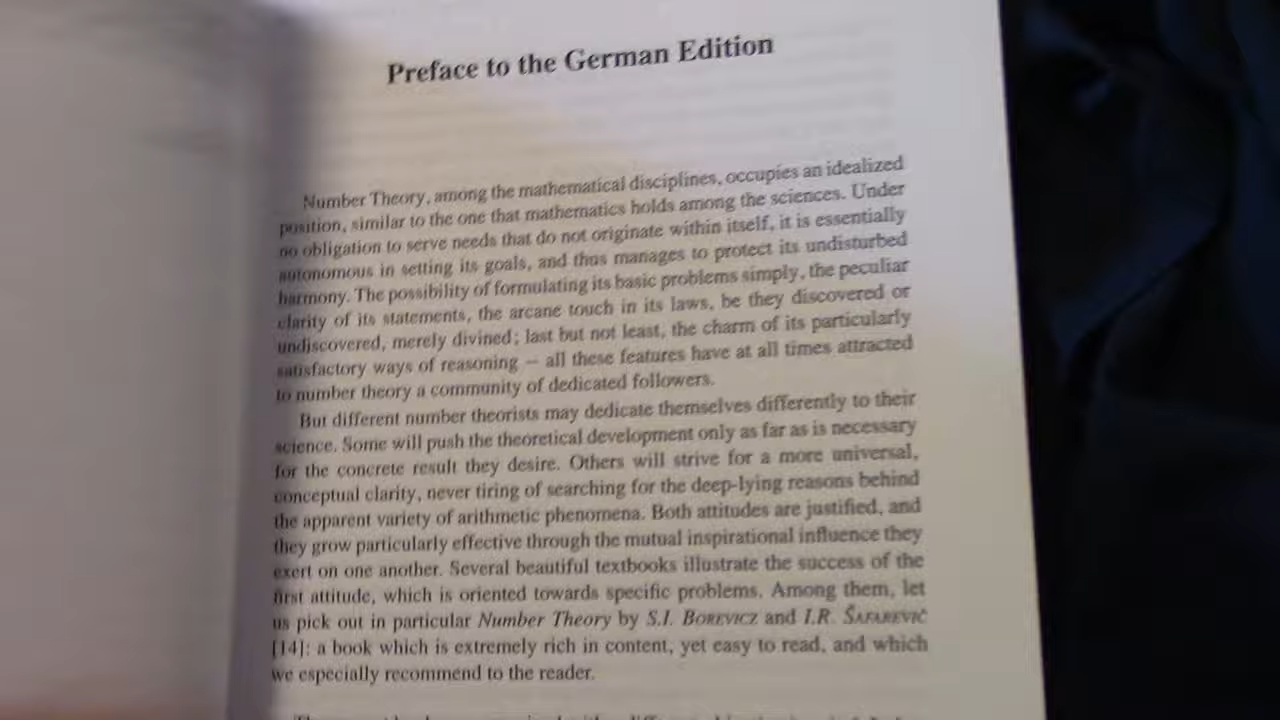 Preface to the German Edition
Number Theory, among the mathematical disciplines, occupies an idealized
position, similar to the one that mathematics holds among the sciences. Under
no obligation to serve needs that do not originate within itself, it is essentially
autonomous in setting its goals, and thus manages to protect its undisturbed
harmony. The possibility of formulating its basic problems simply, the peculiar
clarity of its statements, the arcane touch in its laws, be they discovered or
undiscovered, merely divined; last but not least, the charm of its particularly
satisfactory ways of reasoning — all these features have at all times attracted
to number theory a community of dedicated followers.
But different number theorists may dedicate themselves differently to their
science. Some will push the theoretical development only as far as is necessary
for the concrete result they desire. Others will strive for a more universal,
conceptual clarity, never tiring of searching for the deep-lying reasons behind
the apparent variety of arithmetic phenomena. Both attitudes are justified, and
they grow particularly effective through the mutual inspirational influence they
exert on one another. Several beautiful textbooks illustrate the success of the
first attitude, which is oriented towards specific problems. Among them, let
us pick out in particular Number Theory by S.I. BOREVICZ and I.R. ŠAFAREVIČ
[14]: a book which is extremely rich in content, yet easy to read, and which
we especially recommend to the reader.